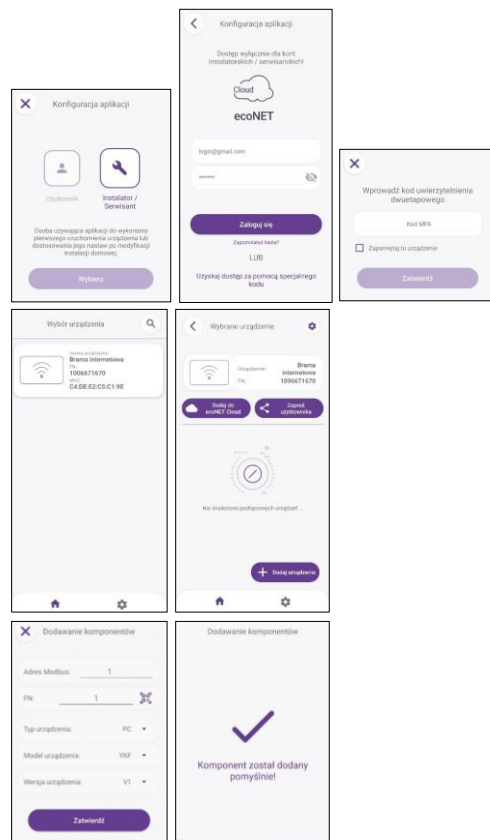 Konfiguracja aplikacji
Użytkownik
Instalator /
Serwisant
Osoba używająca aplikacji do wykonania
pierwszego uruchomienia urządzenia lub
dostosowania jego nastaw po modyfikacji
instalacji domowej.
Wybierz
Konfiguracja aplikacji
Dostęp wyłącznie dla kont
instalatorskich / serwisanckich!
Cloud
ecoNET
login@gmail.com
Zaloguj się
Zapomniałeś hasła?
LUB
Uzyskaj dostęp za pomocą specjalnego
kodu
Wprowadź kod uwierzytelnienia
dwuetapowego
Kod MFA
Zapamiętaj to urządzenie
Zatwierdź
Wybór urządzenia
Nazwa urządzenia:
Brama internetowa
FN:
1006671670
MAC:
C4:DE:E2:C5:C1:9E
Wybrane urządzenie
Urządzenie: Brama
internetowa
FN: 1006671670
Dodaj do
ecoNET Cloud
Zaproś
użytkownika
Nie znaleziono podłączonych urządzeń ...
Dodaj urządzenie
Dodawanie komponentów
Adres Modbus: 1
FN: 1
Typ urządzenia: PC
Model urządzenia: YKF
Wersja urządzenia: V1
Zatwierdź
Dodawanie komponentów
Komponent został dodany
pomyślnie!